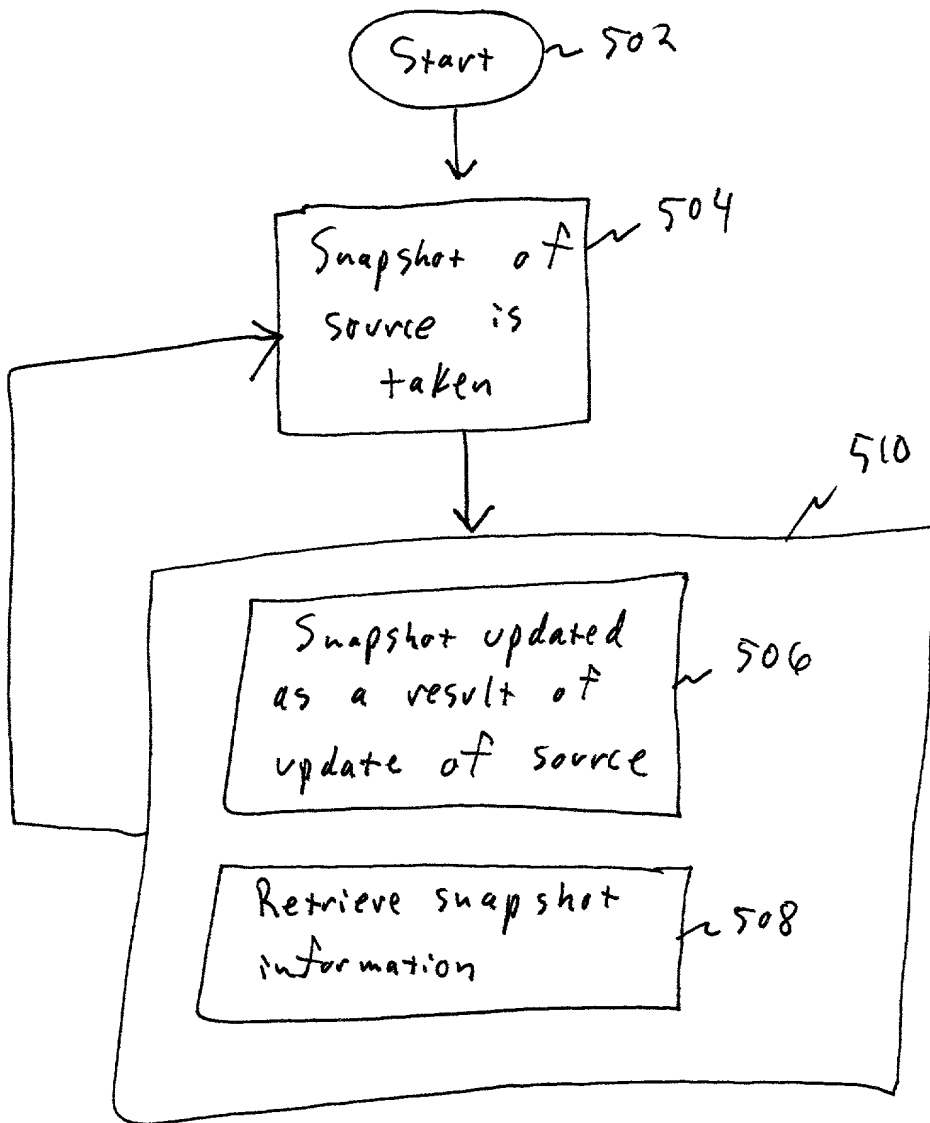 Start
502
Snapshot of
source is
taken
504
510
Snapshot updated
as a result of
update of source
506
Retrieve snapshot
information
508